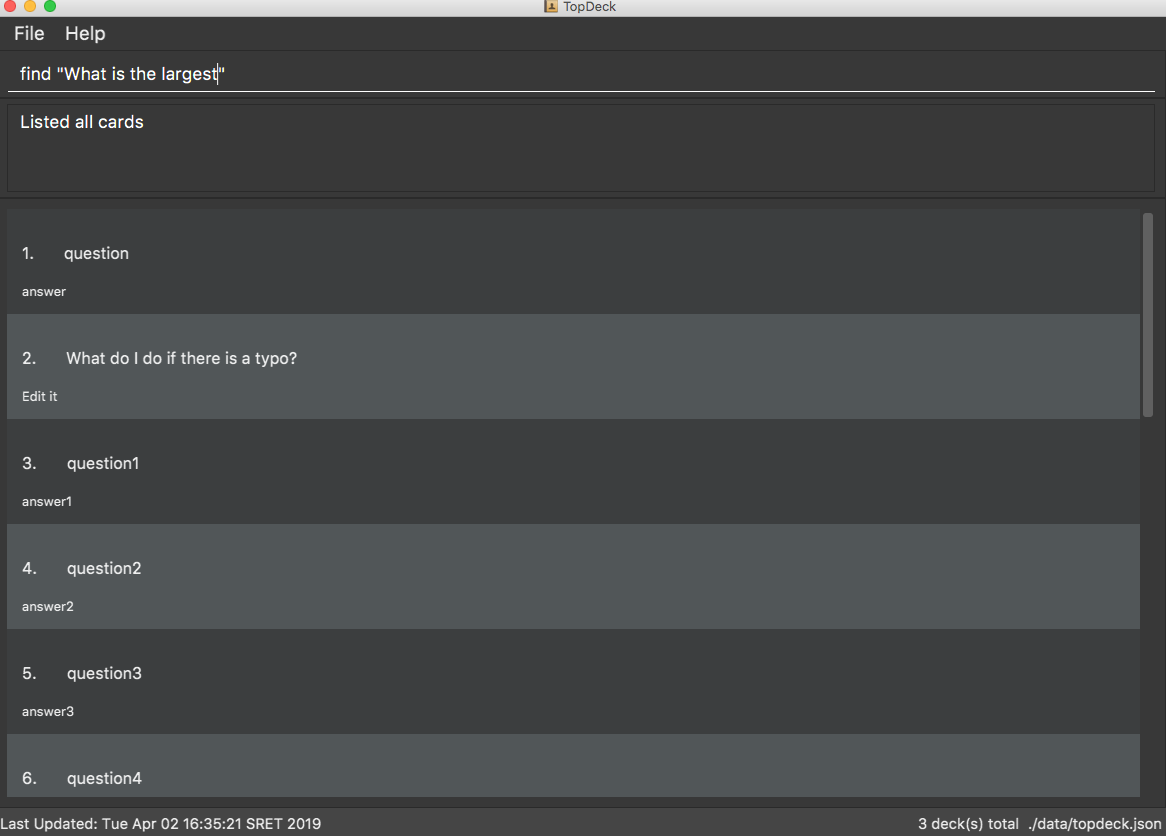 TopDeck
File Help
find "What is the largest"
Listed all cards
1. question
answer
2. What do I do if there is a typo?
Edit it
3. question1
answer1
4. question2
answer2
5. question3
answer3
6. question4
Last Updated: Tue Apr 02 16:35:21 SRET 2019 3 deck(s) total ./data/topdeck.json